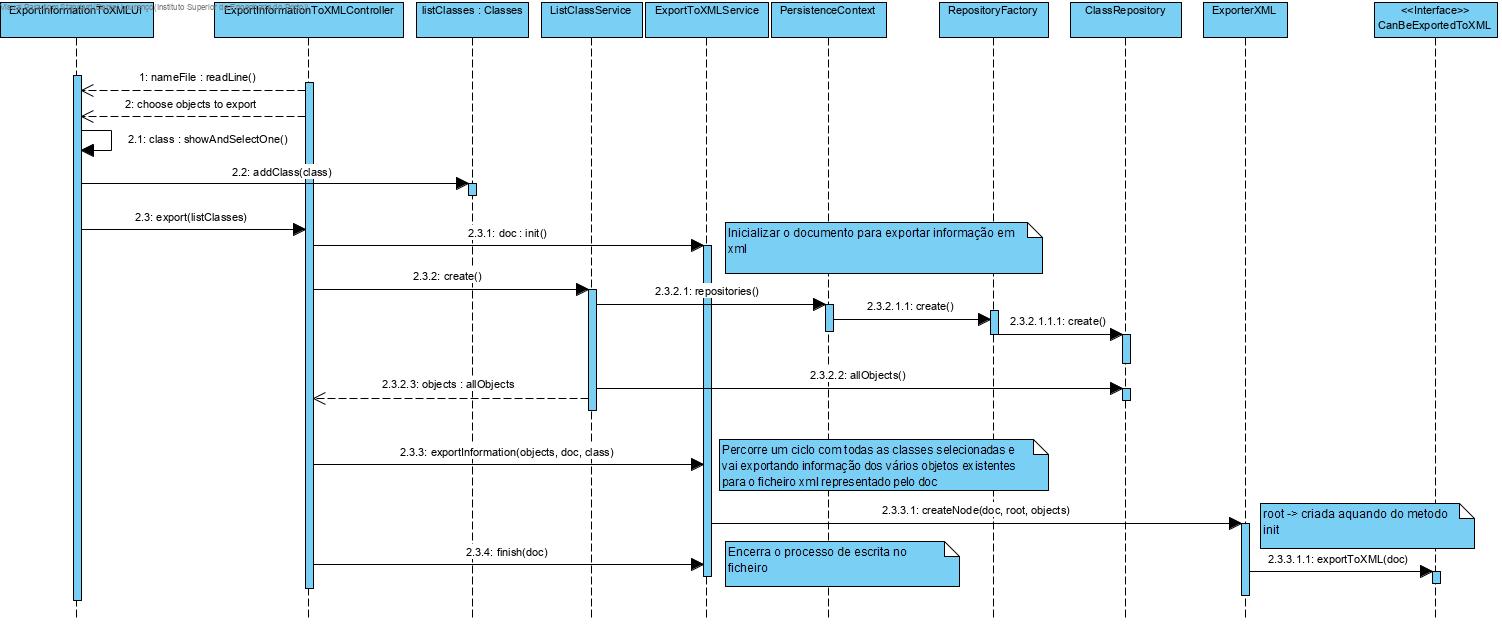 ExportInformationToXMLUI
ExportInformationToXMLController
listClasses : Classes
ListClassService
ExportToXMLService
PersistenceContext
RepositoryFactory
ClassRepository
ExporterXML
<<Interface>>
CanBeExportedToXML
1: nameFile : readLine()
2: choose objects to export
2.1: class : showAndSelectOne()
2.2: addClass(class)
2.3: export(listClasses)
2.3.1: doc : init()
Inicializar o documento para exportar informação em
xml
2.3.2: create()
2.3.2.1: repositories()
2.3.2.1.1: create()
2.3.2.1.1.1: create()
2.3.2.2: allObjects()
2.3.2.3: objects : allObjects
2.3.3: exportInformation(objects, doc, class)
Percorre um ciclo com todas as classes selecionadas e
vai exportando informação dos vários objetos existentes
para o ficheiro xml representado pelo doc
2.3.3.1: createNode(doc, root, objects)
root -> criada aquando do metodo
init
2.3.4: finish(doc)
Encerra o processo de escrita no
ficheiro
2.3.3.1.1: exportToXML(doc)